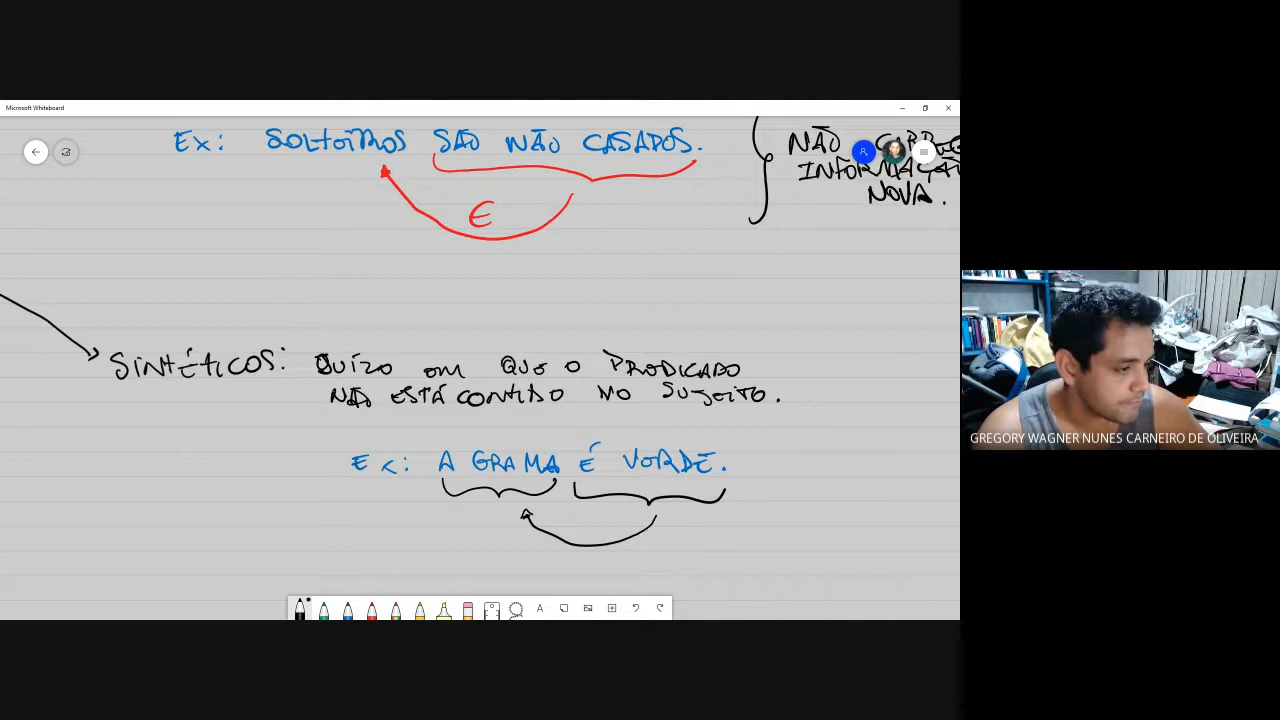 Microsoft Whiteboard
Ex: SOLTEIROS SÃO NÃO CASADOS.
NÃO
INFORMAÇÃO
NOVA.
E
SINTÉTICOS: JUÍZO EM QUE O PREDICADO
NÃO ESTÁ CONTIDO NO SUJEITO.
Ex: A GRAMA É VERDE.
GREGORY WAGNER NUNES CARNEIRO DE OLIVEIRA